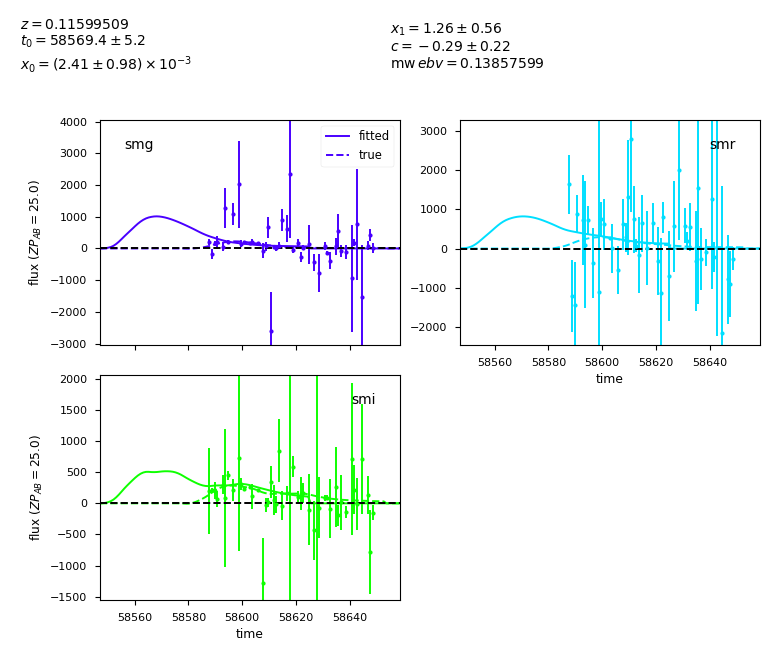 z = 0.11599509
t0 = 58569.4 ± 5.2
x0 = (2.41 ± 0.98) × 10^−3
x1 = 1.26 ± 0.56
c = −0.29 ± 0.22
mw ebv = 0.13857599
smg
fitted
true
4000
3000
2000
1000
0
−1000
−2000
−3000
flux (ZP_AB = 25.0)
smr
3000
2000
1000
0
−1000
−2000
58560 58580 58600 58620 58640
time
smi
2000
1500
1000
500
0
−500
−1000
−1500
flux (ZP_AB = 25.0)
58560 58580 58600 58620 58640
time